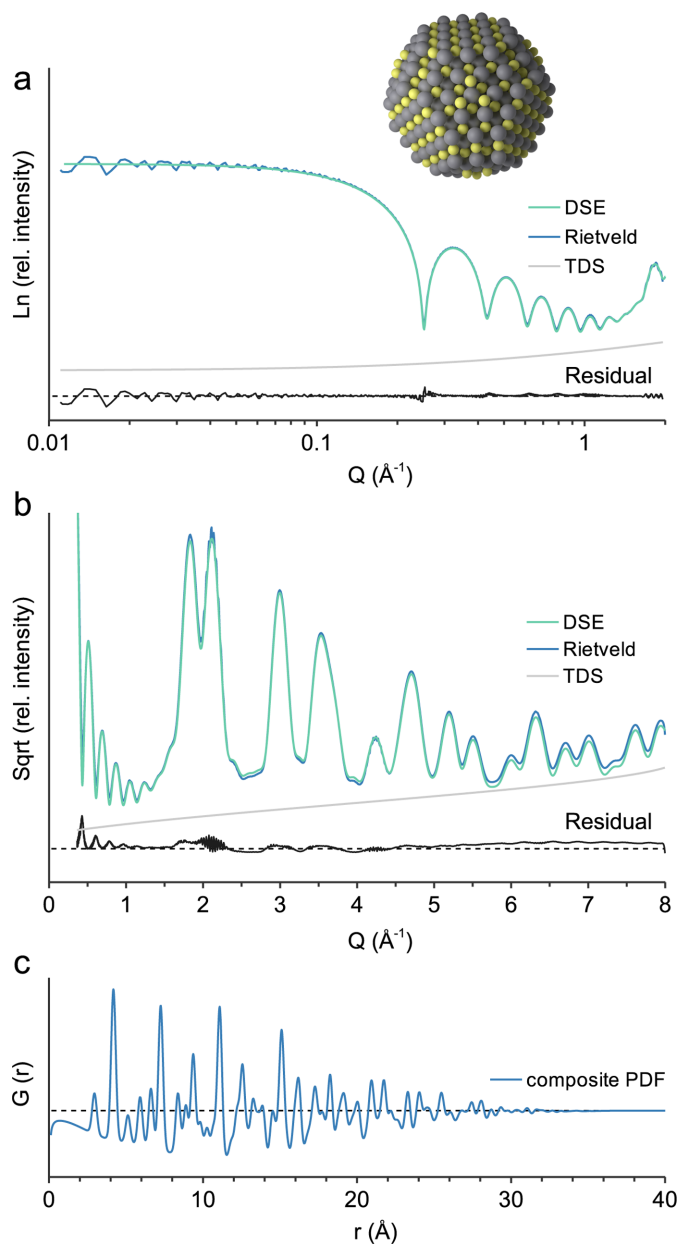 a
Ln (rel. intensity)
DSE
Rietveld
TDS
Residual
0.01 0.1 1
Q (Å⁻¹)
b
Sqrt (rel. intensity)
DSE
Rietveld
TDS
Residual
0 1 2 3 4 5 6 7 8
Q (Å⁻¹)
c
G (r)
composite PDF
0 10 20 30 40
r (Å)